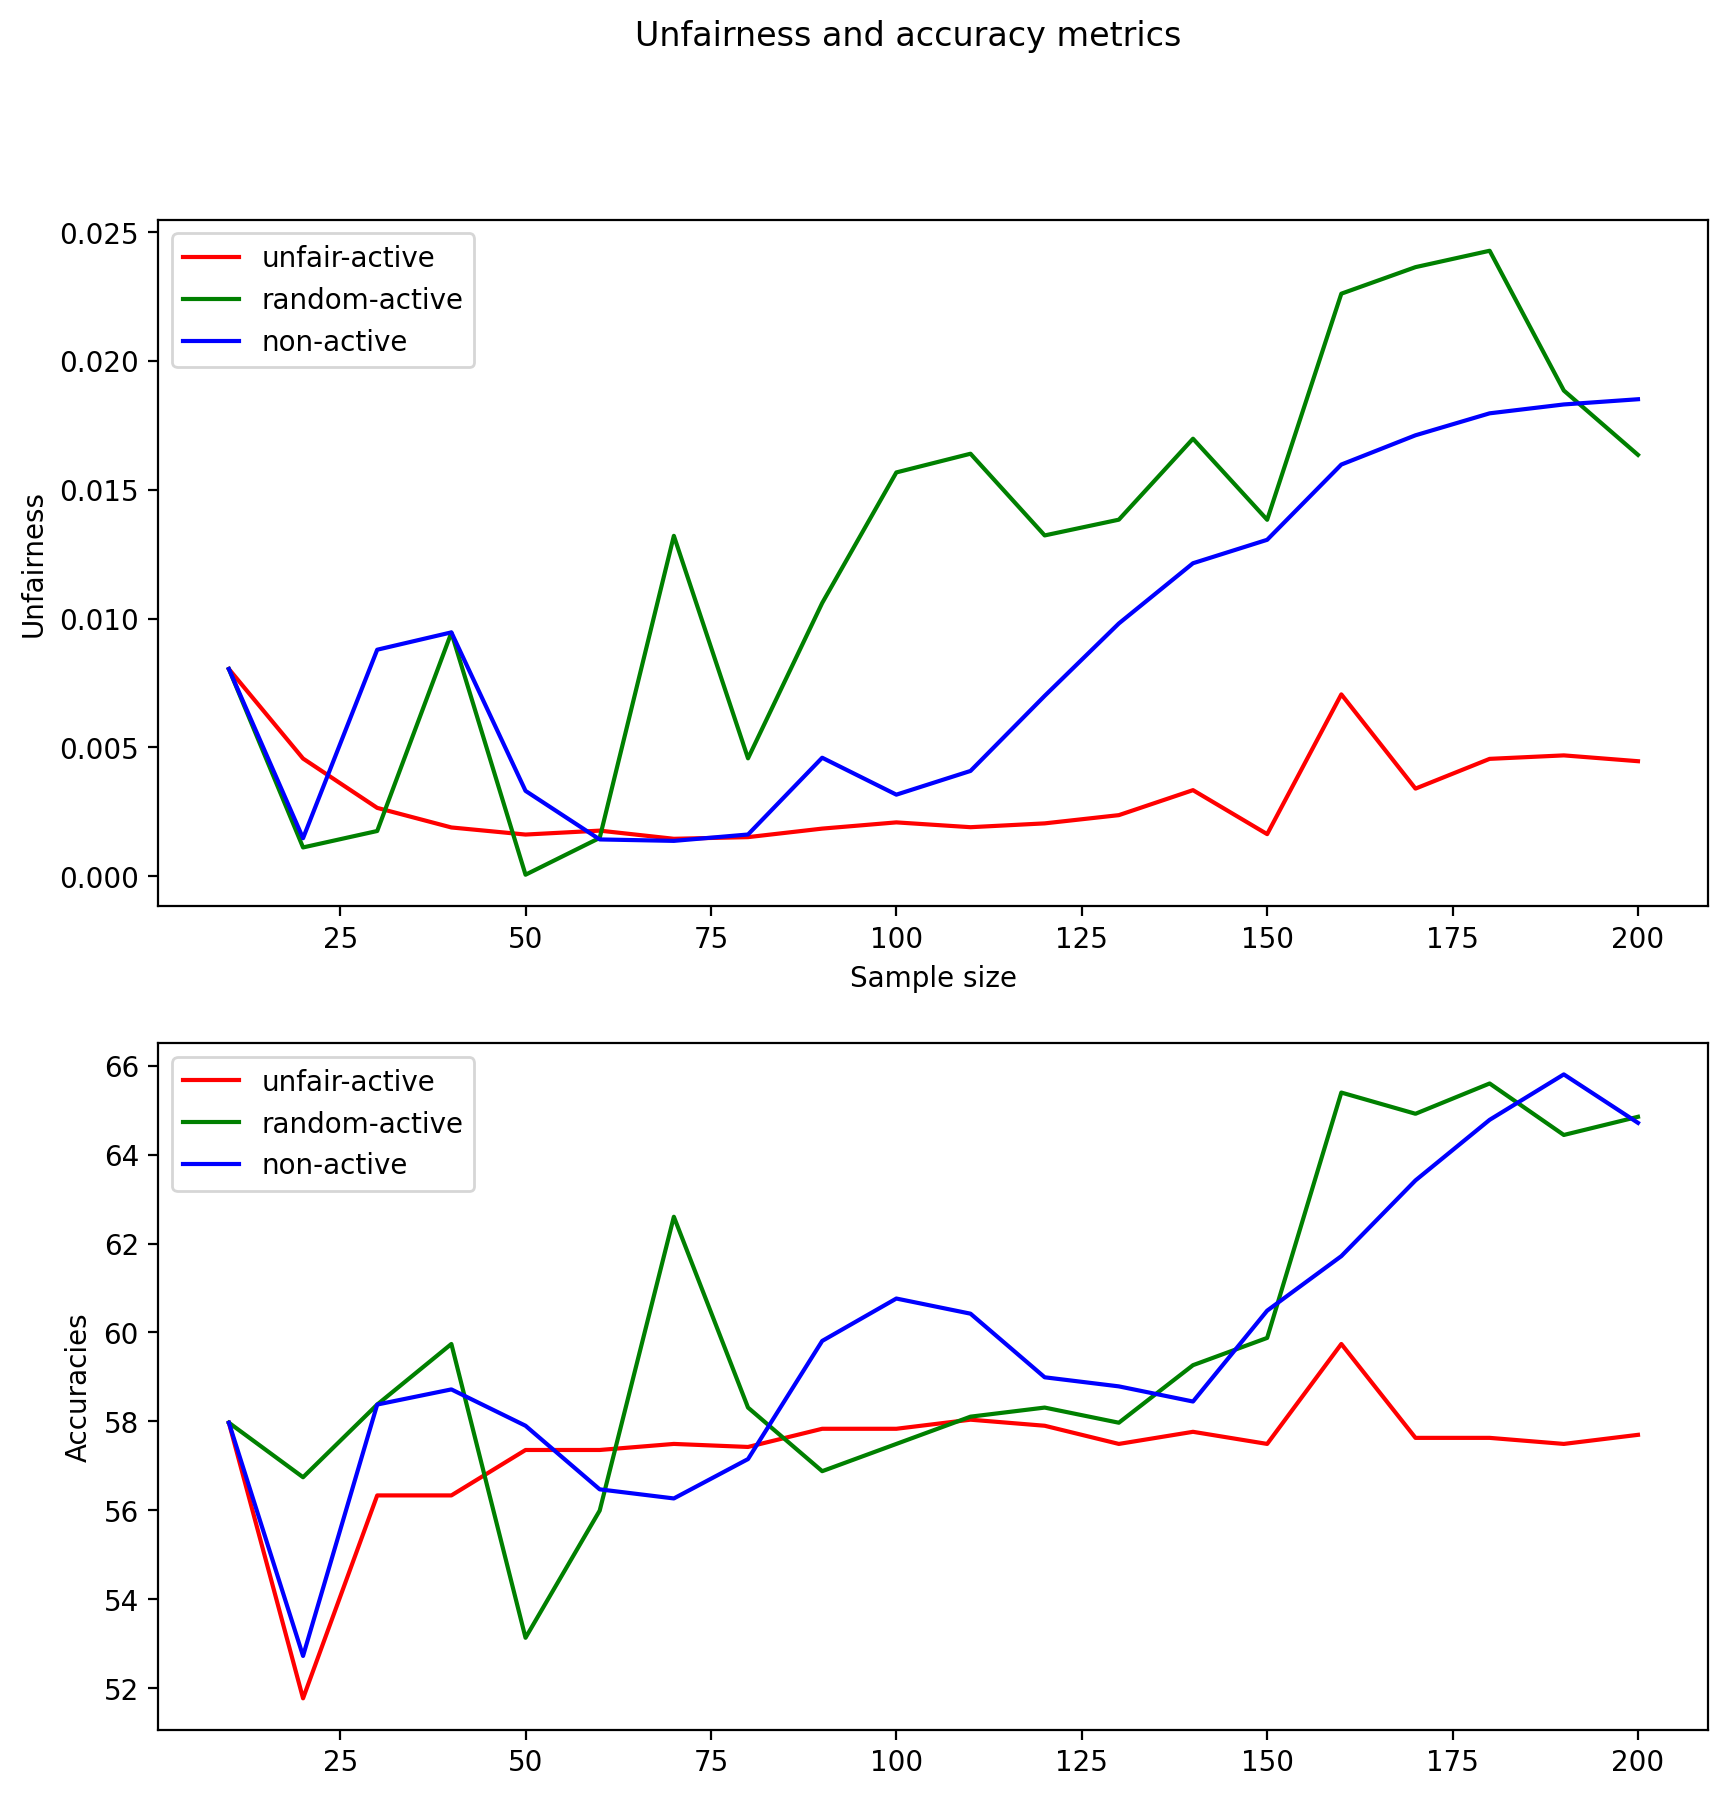 Unfairness and accuracy metrics
0.025
0.020
0.015
0.010
0.005
0.000
Unfairness
unfair-active
random-active
non-active
25 50 75 100 125 150 175 200
Sample size
66
64
62
60
58
56
54
52
Accuracies
unfair-active
random-active
non-active
25 50 75 100 125 150 175 200